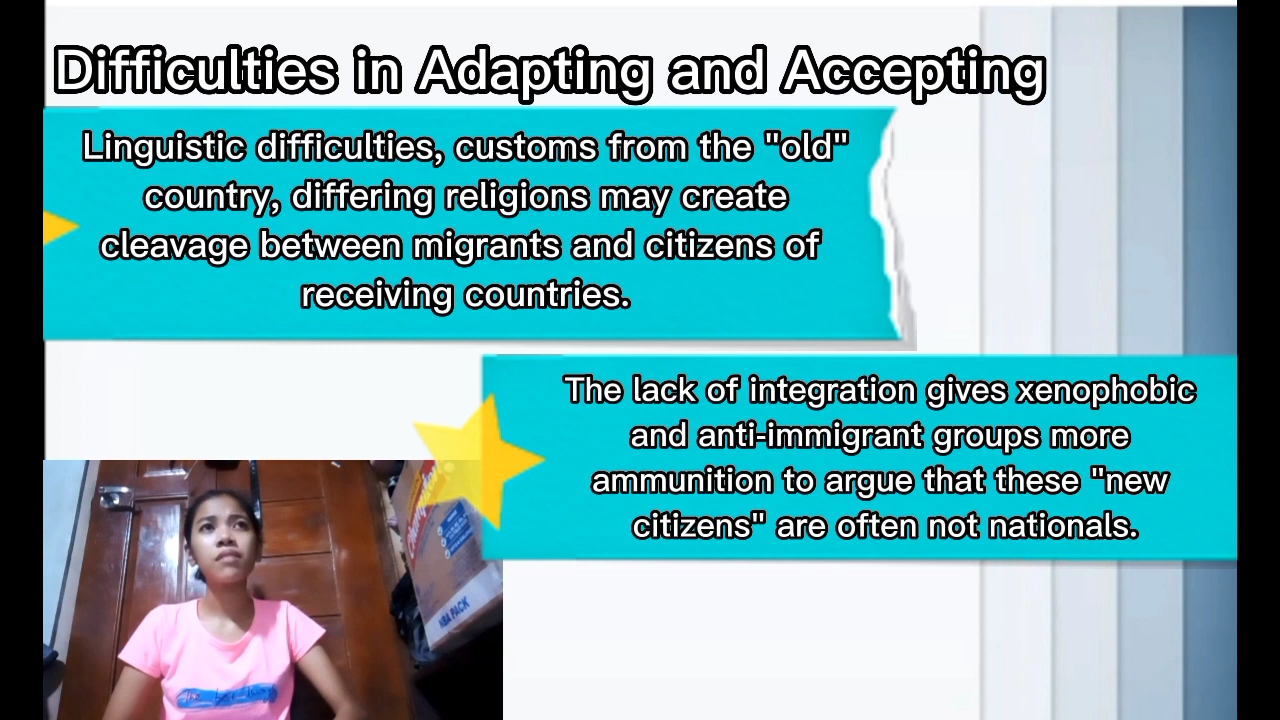 Difficulties in Adapting and Accepting
Linguistic difficulties, customs from the "old"
country, differing religions may create
cleavage between migrants and citizens of
receiving countries.
The lack of integration gives xenophobic
and anti-immigrant groups more
ammunition to argue that these "new
citizens" are often not nationals.
NBA PACK